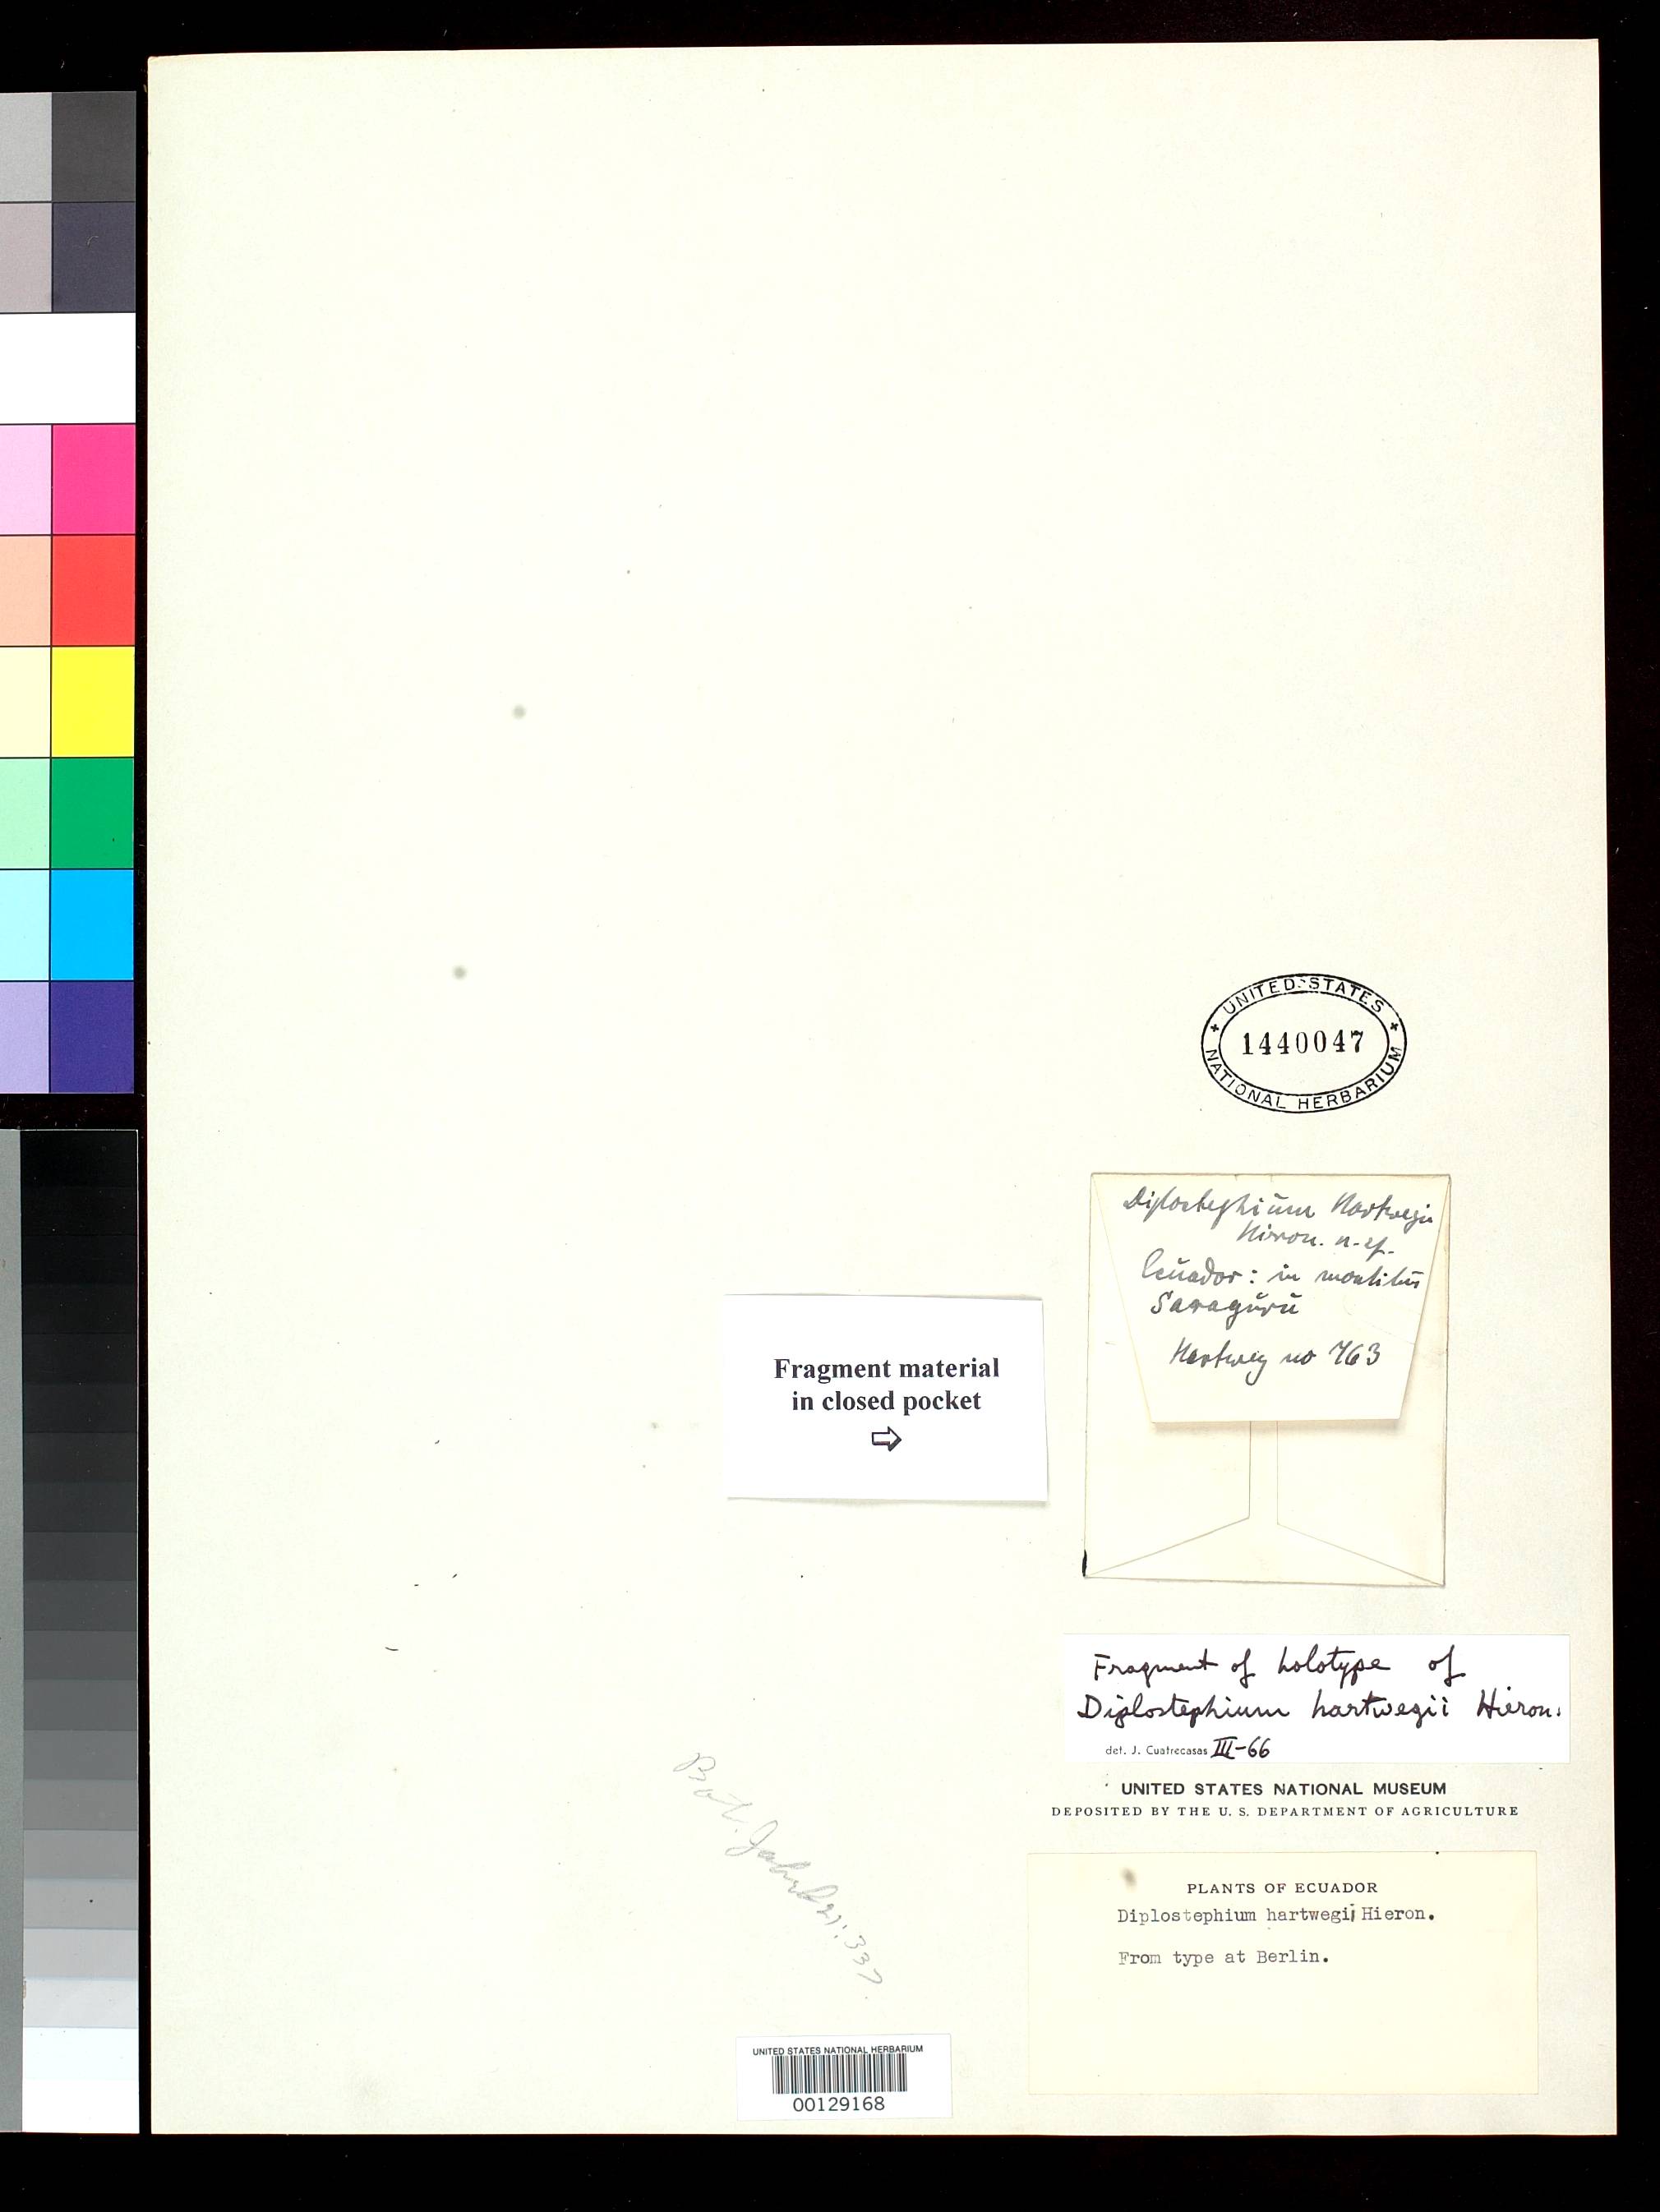 UNITED STATES
1440047
NATIONAL HERBARIUM
Diplostephium Hartwegii
Hieron. n. sp.
Ecuador: in montibus
Saraguru
Hartweg no 763
Fragment material
in closed pocket
⇨
Fragment of holotype of
Diplostephium hartwegii Hieron.
det. J. Cuatrecasas III-66
UNITED STATES NATIONAL MUSEUM
DEPOSITED BY THE U. S. DEPARTMENT OF AGRICULTURE
Bot. Jahrb 21:337
PLANTS OF ECUADOR
Diplostephium hartwegii Hieron.
From type at Berlin.
UNITED STATES NATIONAL HERBARIUM
00129168